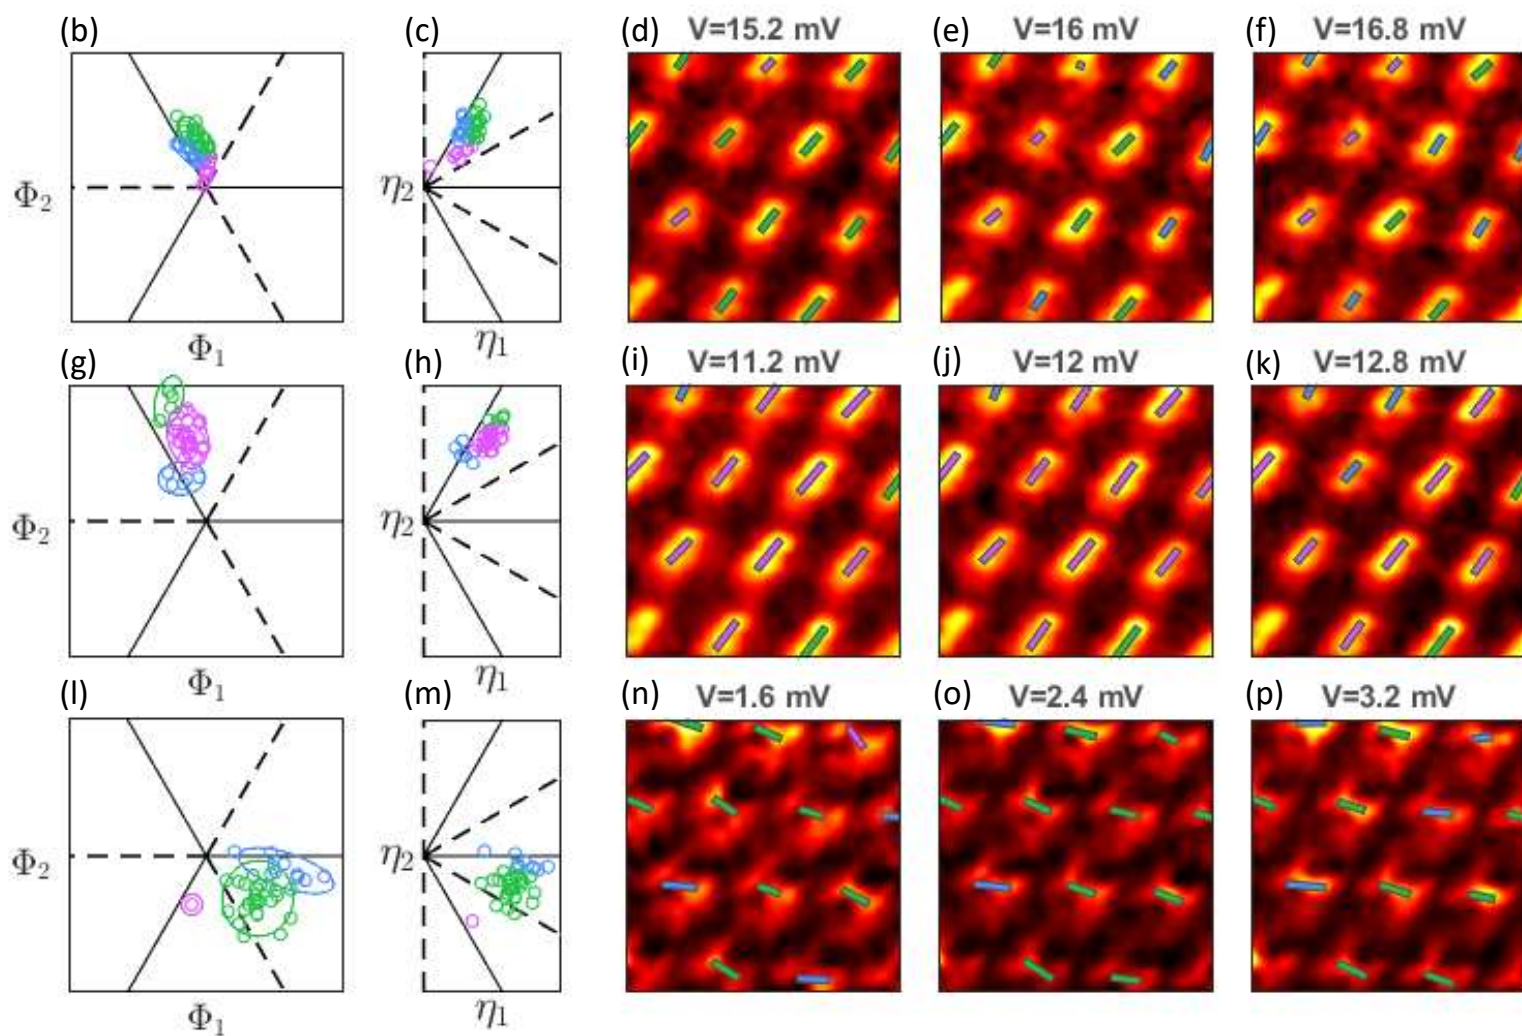 (b) (c) (d) V=15.2 mV (e) V=16 mV (f) V=16.8 mV
Φ₂ η₂
Φ₁ η₁
(g) (h) (i) V=11.2 mV (j) V=12 mV (k) V=12.8 mV
Φ₂ η₂
Φ₁ η₁
(l) (m) (n) V=1.6 mV (o) V=2.4 mV (p) V=3.2 mV
Φ₂ η₂
Φ₁ η₁